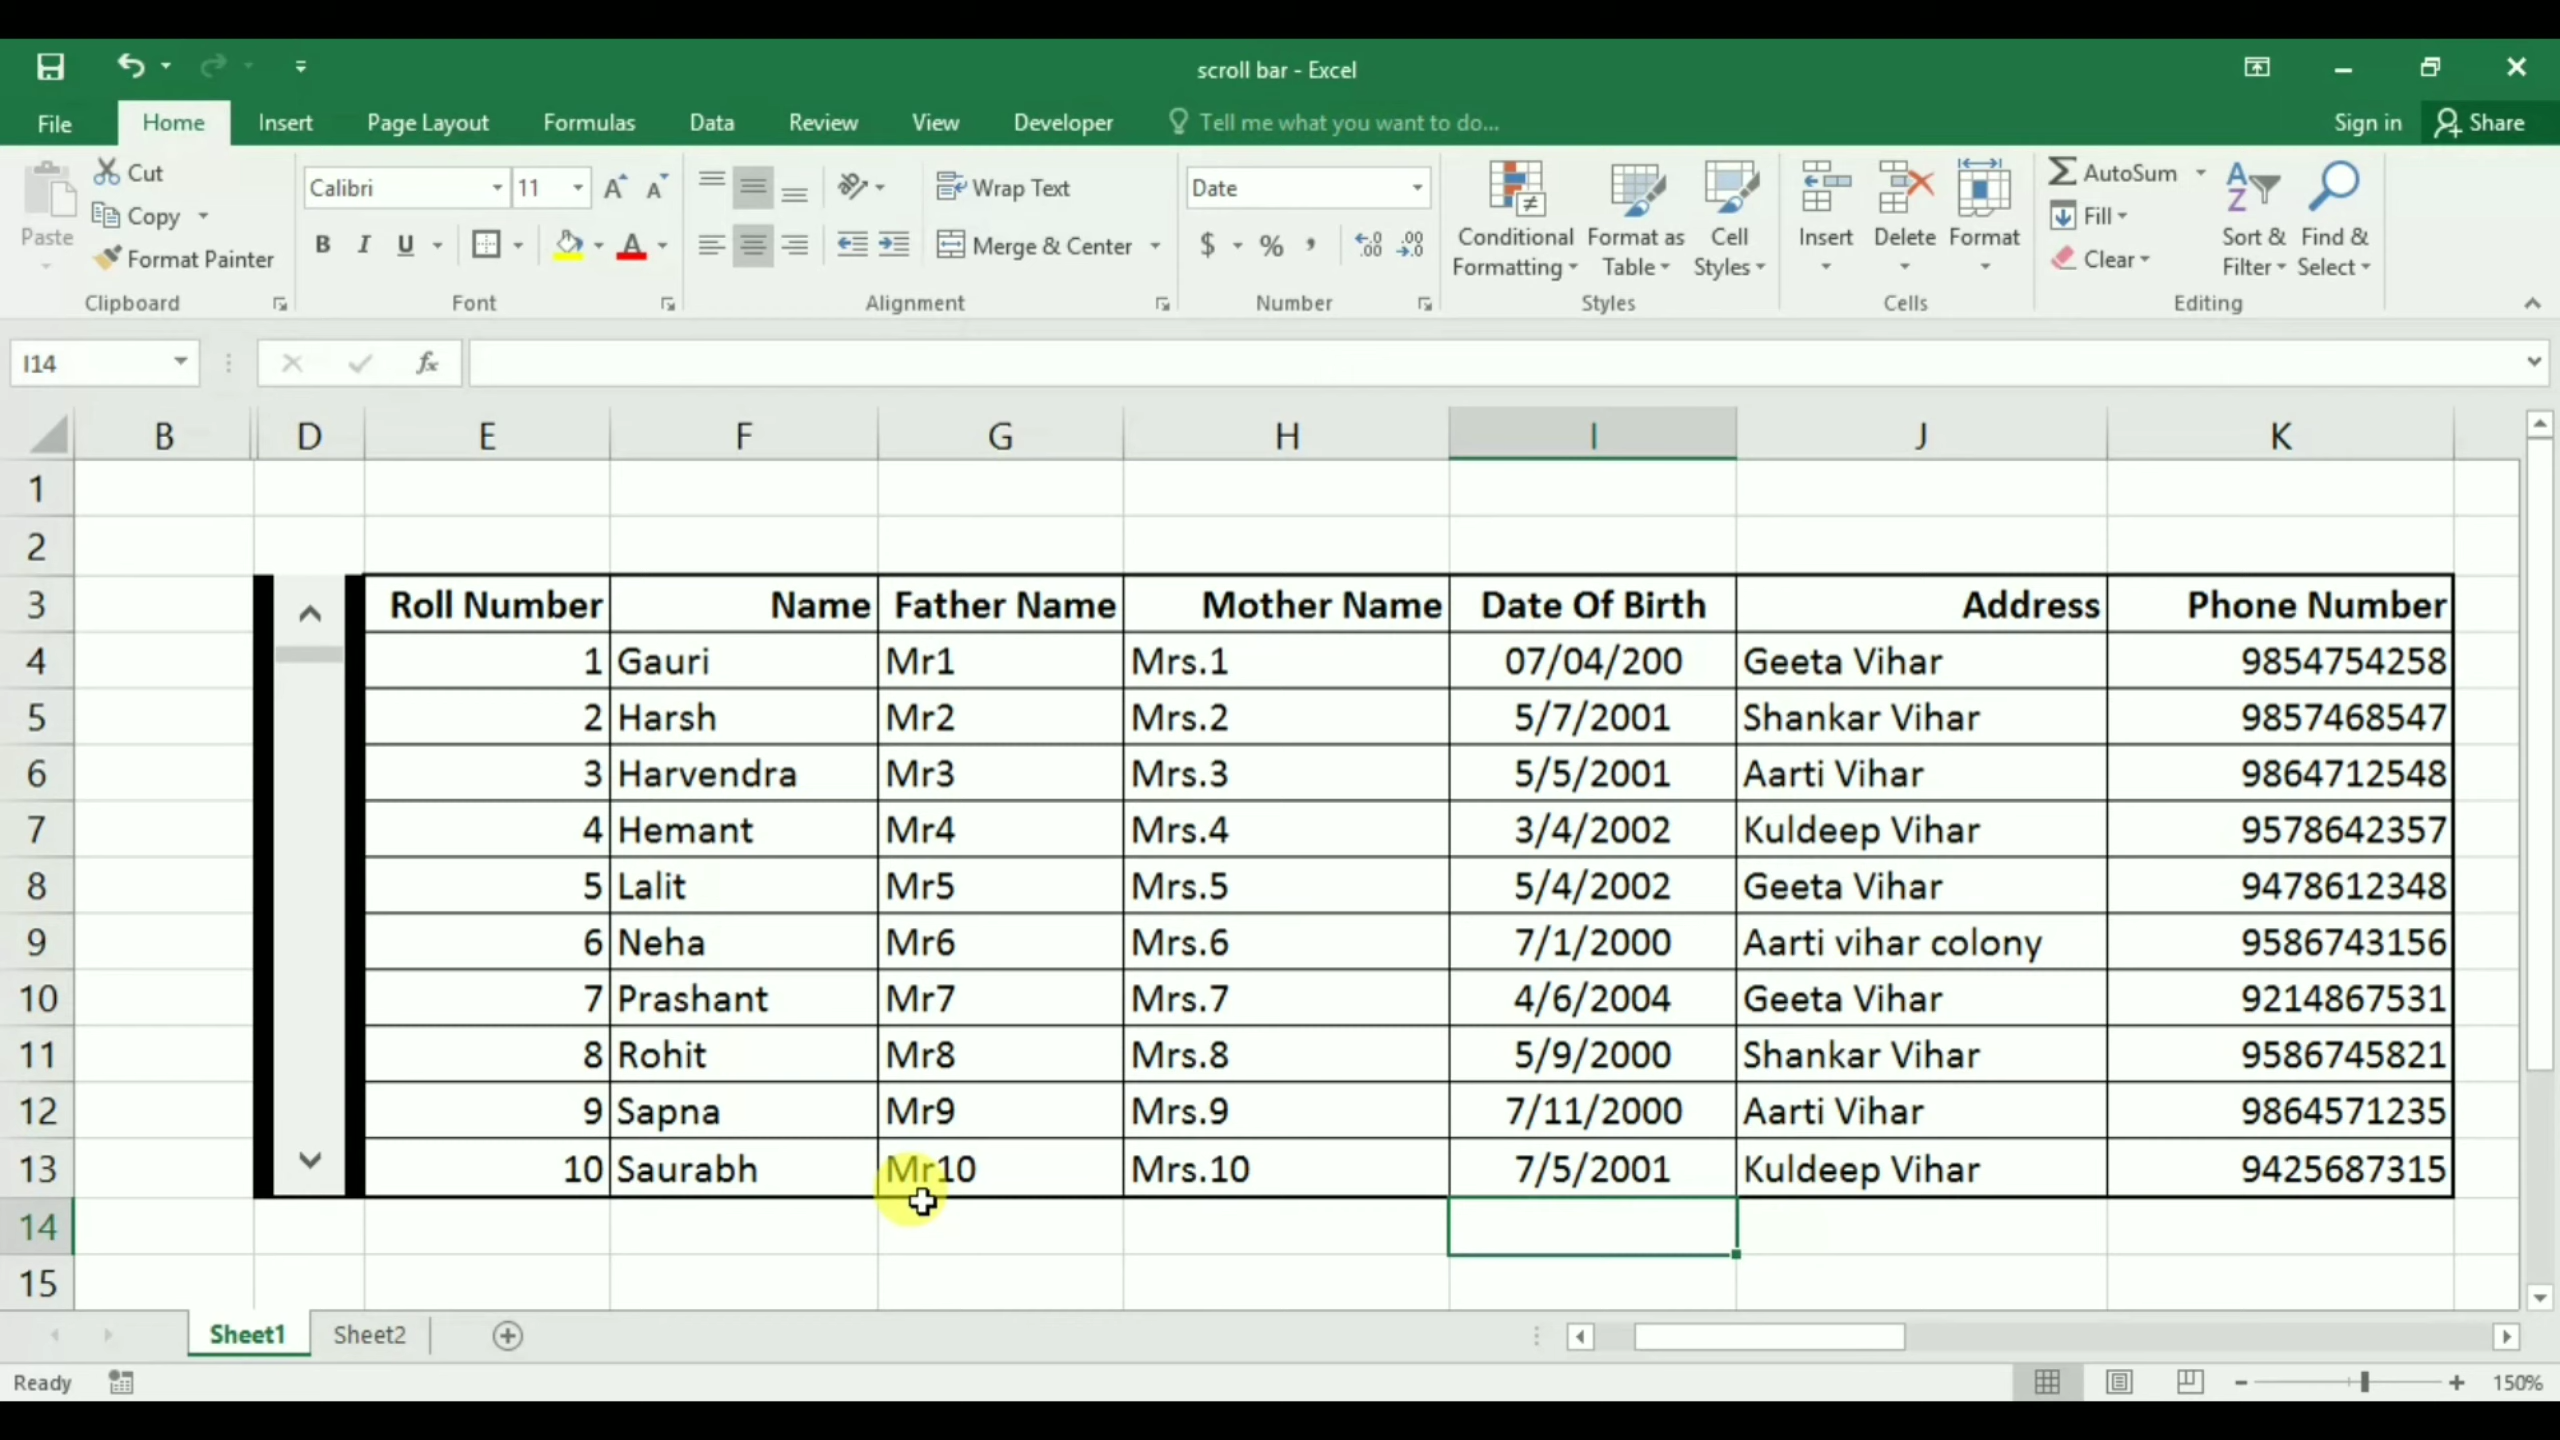 scroll bar - Excel
File Home Insert Page Layout Formulas Data Review View Developer Tell me what you want to do... Sign in Share
Paste Cut Copy Format Painter Clipboard
Calibri 11 B I U A Font
Wrap Text Merge & Center Alignment
Date $ % , Number
Conditional Formatting Format as Table Cell Styles Styles
Insert Delete Format Cells
AutoSum Fill Clear Sort & Filter Find & Select Editing
I14 fx
B D E F G H I J K
1
2
3 Roll Number Name Father Name Mother Name Date Of Birth Address Phone Number
4 1 Gauri Mr1 Mrs.1 07/04/200 Geeta Vihar 9854754258
5 2 Harsh Mr2 Mrs.2 5/7/2001 Shankar Vihar 9857468547
6 3 Harvendra Mr3 Mrs.3 5/5/2001 Aarti Vihar 9864712548
7 4 Hemant Mr4 Mrs.4 3/4/2002 Kuldeep Vihar 9578642357
8 5 Lalit Mr5 Mrs.5 5/4/2002 Geeta Vihar 9478612348
9 6 Neha Mr6 Mrs.6 7/1/2000 Aarti vihar colony 9586743156
10 7 Prashant Mr7 Mrs.7 4/6/2004 Geeta Vihar 9214867531
11 8 Rohit Mr8 Mrs.8 5/9/2000 Shankar Vihar 9586745821
12 9 Sapna Mr9 Mrs.9 7/11/2000 Aarti Vihar 9864571235
13 10 Saurabh Mr10 Mrs.10 7/5/2001 Kuldeep Vihar 9425687315
14
15
Sheet1 Sheet2
Ready 150%